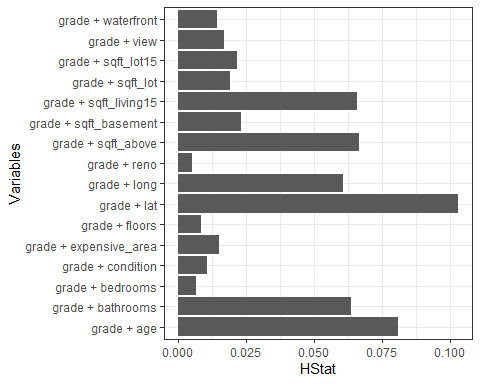 grade + waterfront
grade + view
grade + sqft_lot15
grade + sqft_lot
grade + sqft_living15
grade + sqft_basement
grade + sqft_above
grade + reno
grade + long
grade + lat
grade + floors
grade + expensive_area
grade + condition
grade + bedrooms
grade + bathrooms
grade + age
Variables
0.000 0.025 0.050 0.075 0.100
HStat